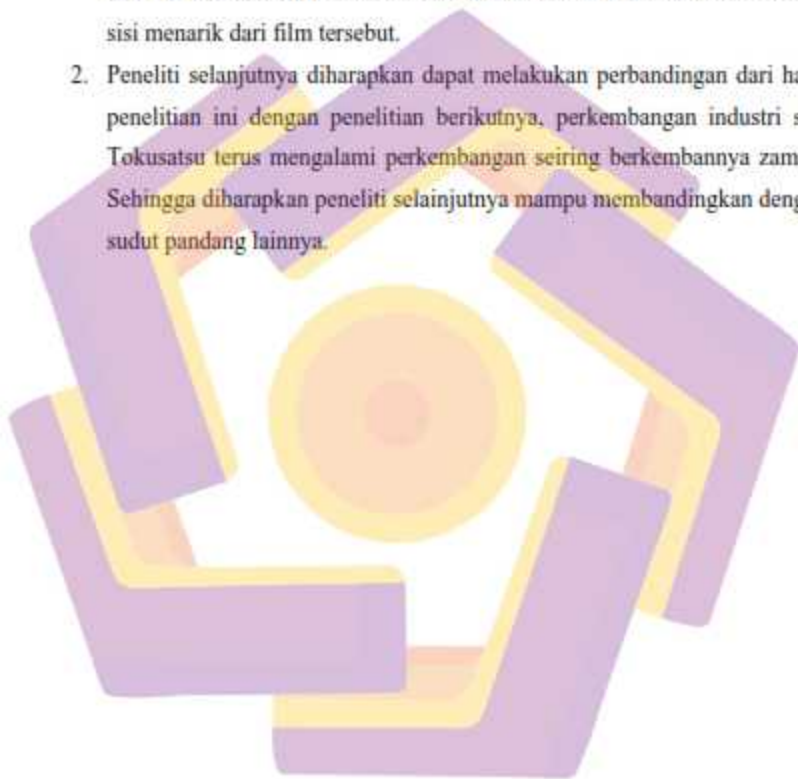 sisi menarik dari film tersebut.
2. Peneliti selanjutnya diharapkan dapat melakukan perbandingan dari
penelitian ini dengan penelitian berikutnya, perkembangan industri
Tokusatsu terus mengalami perkembangan seiring berkembannya
Sehingga diharapkan peneliti selainjutnya mampu membandingkan
sudut pandang lainnya.